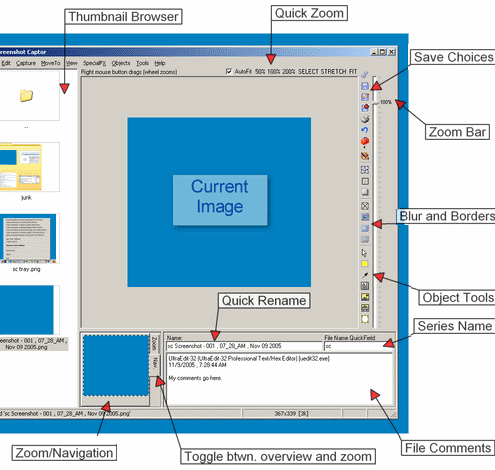 Thumbnail Browser
Quick Zoom
Screenshot Captor
Edit Capture MoveTo View SpecialFX Objects Tools Help
Right mouse button drags (wheel zooms)
AutoFit 50% 100% 200% SELECT STRETCH FIT
Save Choices
100%
Zoom Bar
..
junk
Current
Image
Blur and Borders
sc tray.png
Object Tools
Quick Rename
Series Name
Name:
File Name QuickField:
sc Screenshot - 001 , 07_28_AM , Nov 09 2005
sc
Zoom
Nav
UltraEdit-32 (UltraEdit-32 Professional Text/Hex Editor) [uedit32.exe]
11/9/2005 , 7:28:44 AM
My comments go here.
Screenshot - 001 , 07_28_AM ,
Nov 09 2005.png
'sc Screenshot - 001 , 07_28_AM , Nov 09 2005.png'
367x339 [3k]
Zoom/Navigation
Toggle btwn. overview and zoom
File Comments